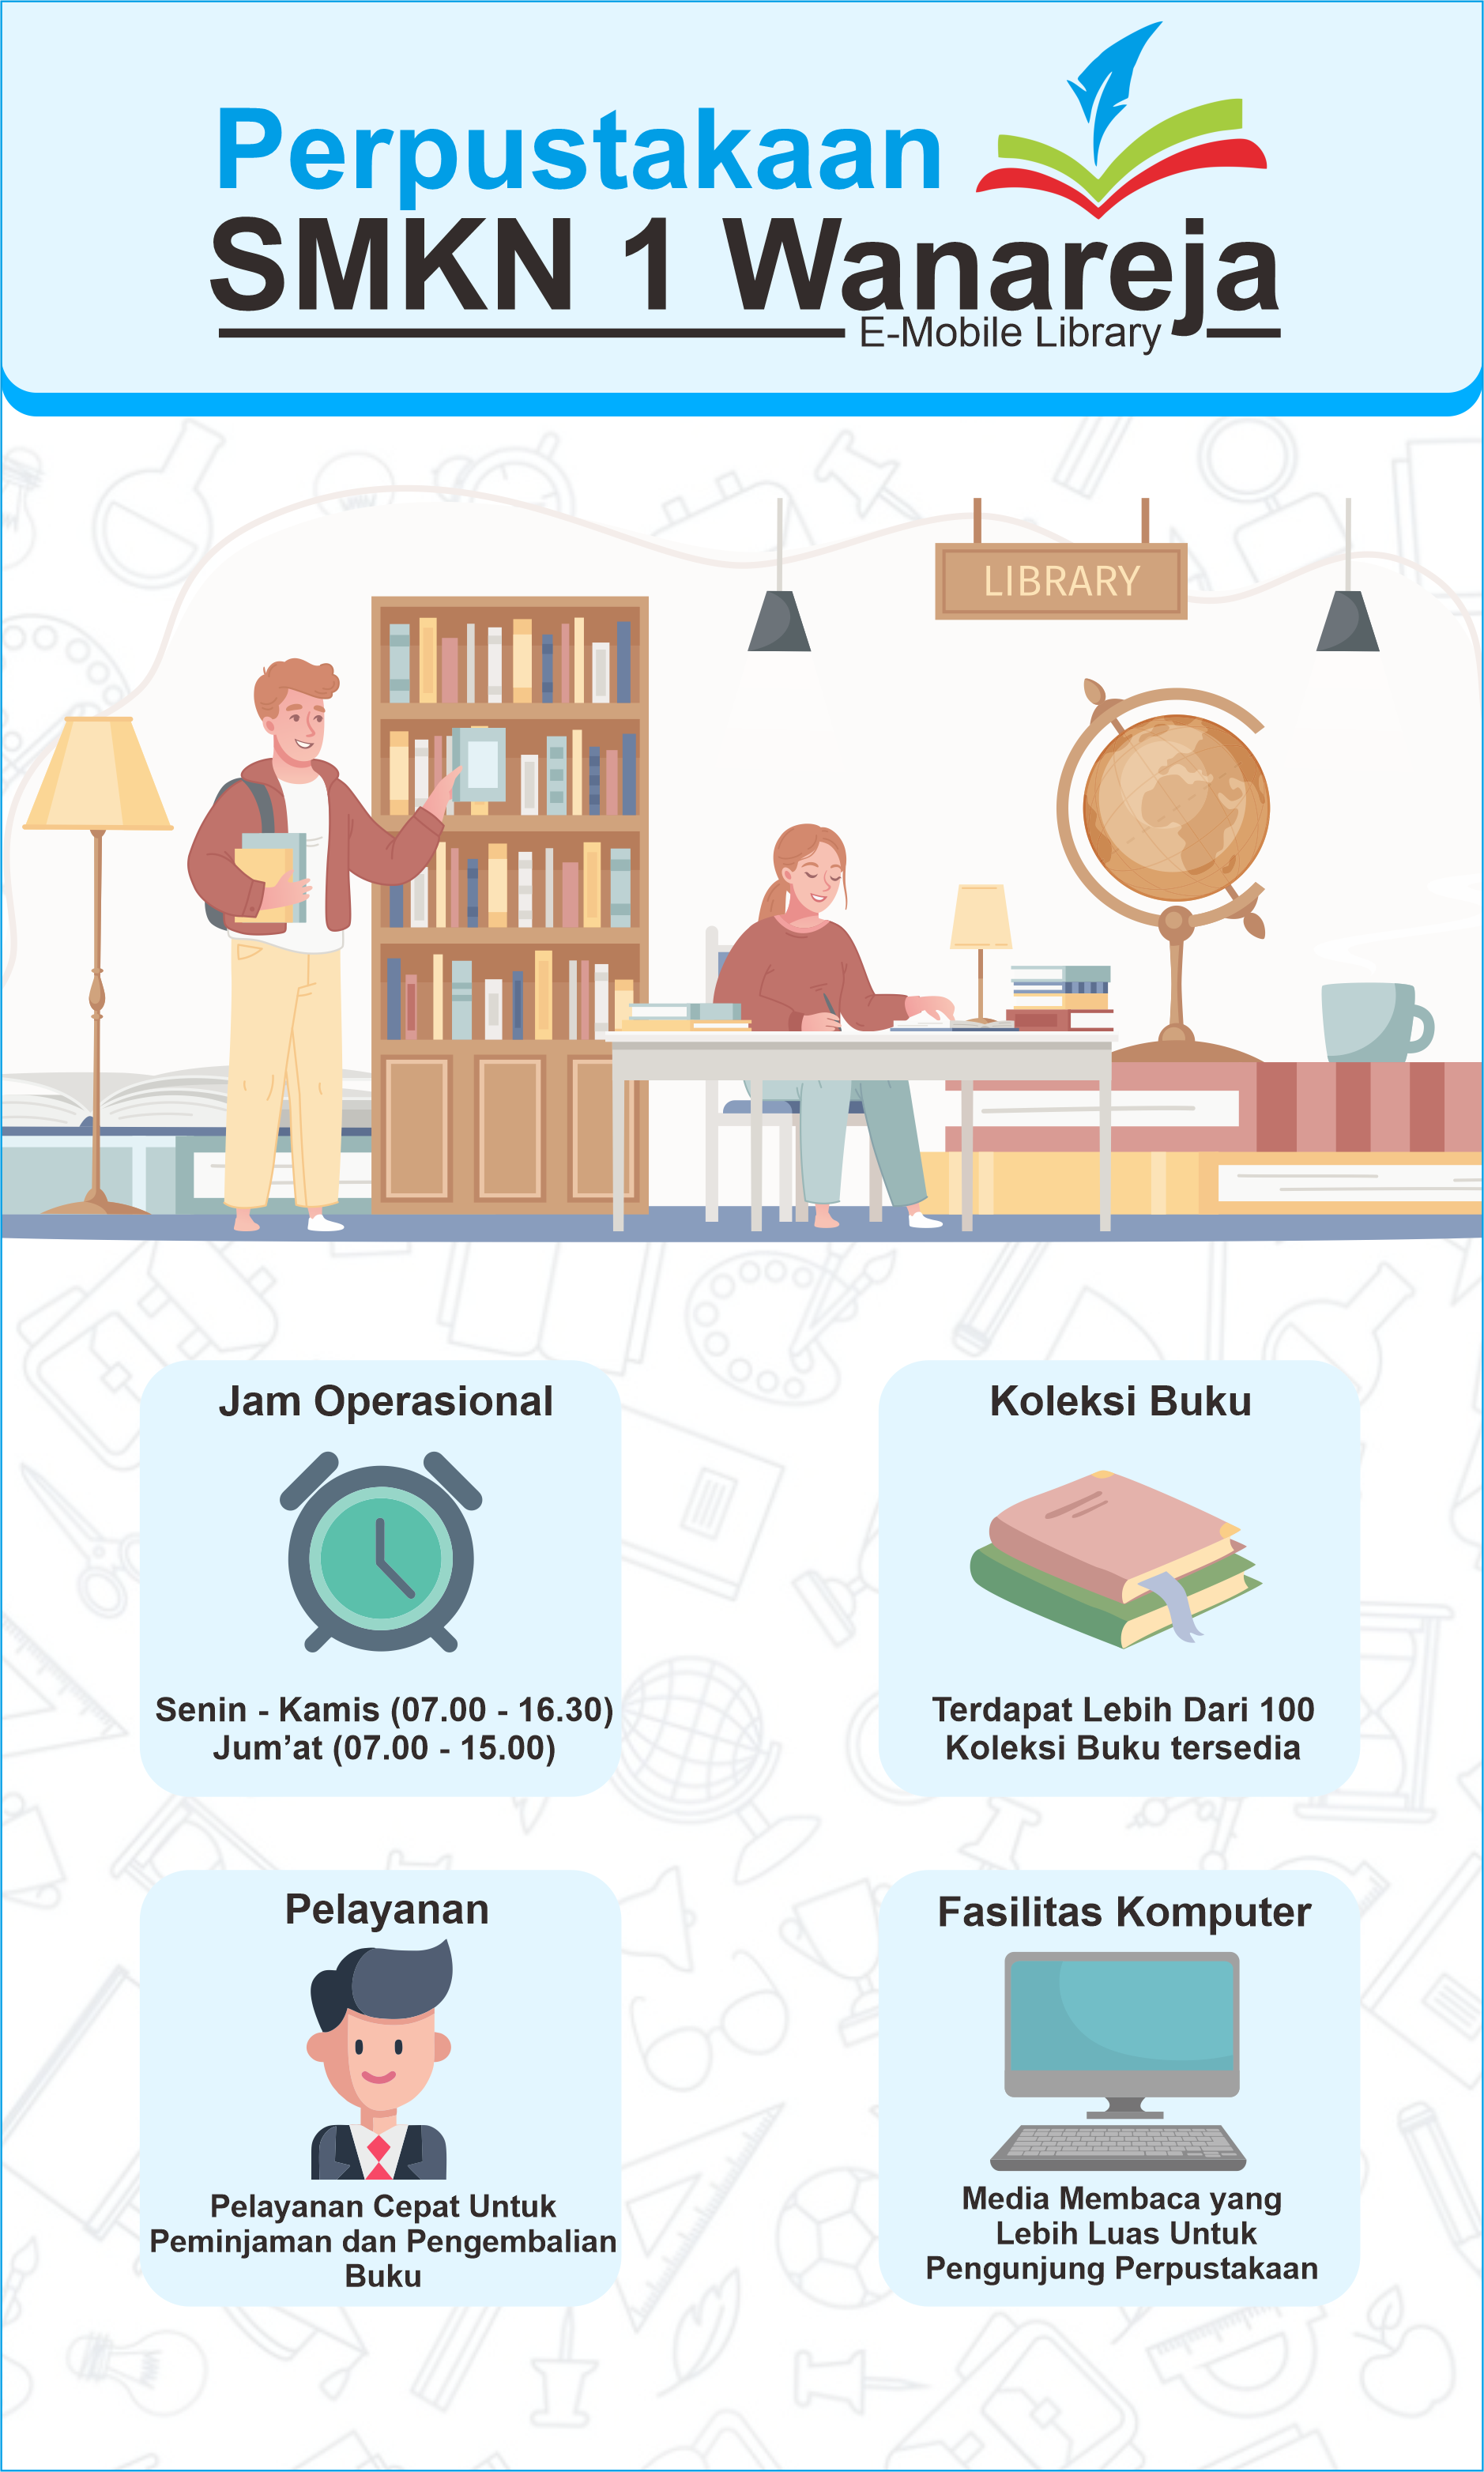 Perpustakaan
SMKN 1 Wanareja
E-Mobile Library
LIBRARY
Jam Operasional
Senin - Kamis (07.00 - 16.30)
Jum’at (07.00 - 15.00)
Koleksi Buku
Terdapat Lebih Dari 100
Koleksi Buku tersedia
Pelayanan
Pelayanan Cepat Untuk
Peminjaman dan Pengembalian
Buku
Fasilitas Komputer
Media Membaca yang
Lebih Luas Untuk
Pengunjung Perpustakaan